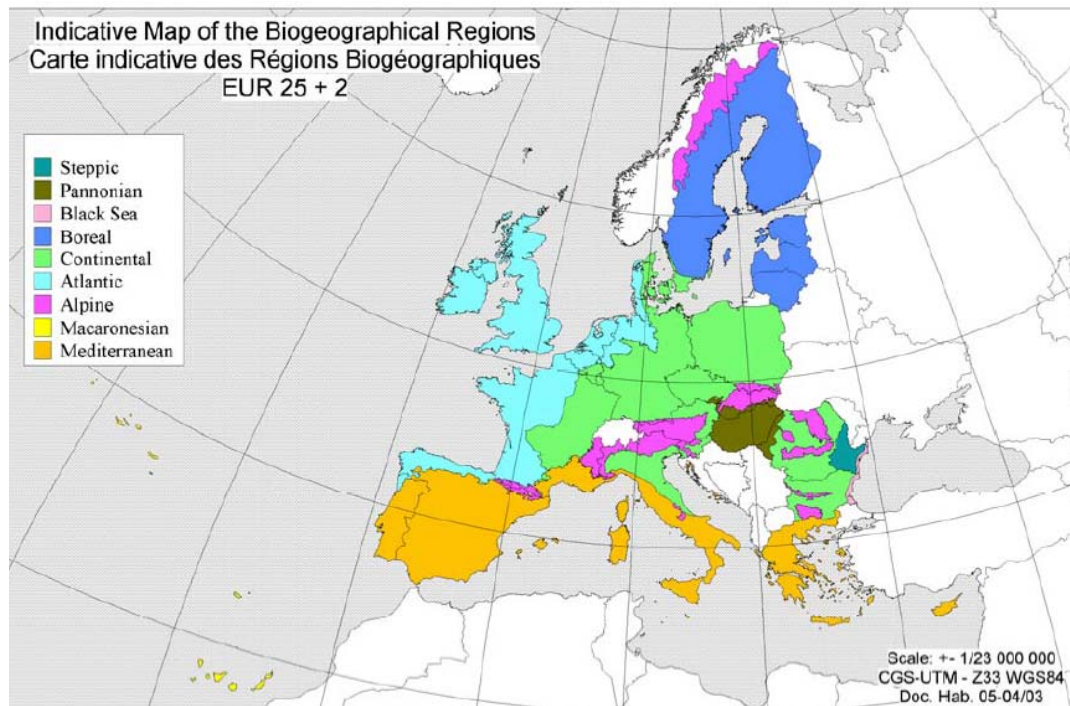 Indicative Map of the Biogeographical Regions
Carte indicative des Régions Biogéographiques
EUR 25 + 2
Steppic
Pannonian
Black Sea
Boreal
Continental
Atlantic
Alpine
Macaronesian
Mediterranean
Scale: +- 1/23 000 000
CGS-UTM - Z33 WGS84
Doc. Hab. 05-04/03